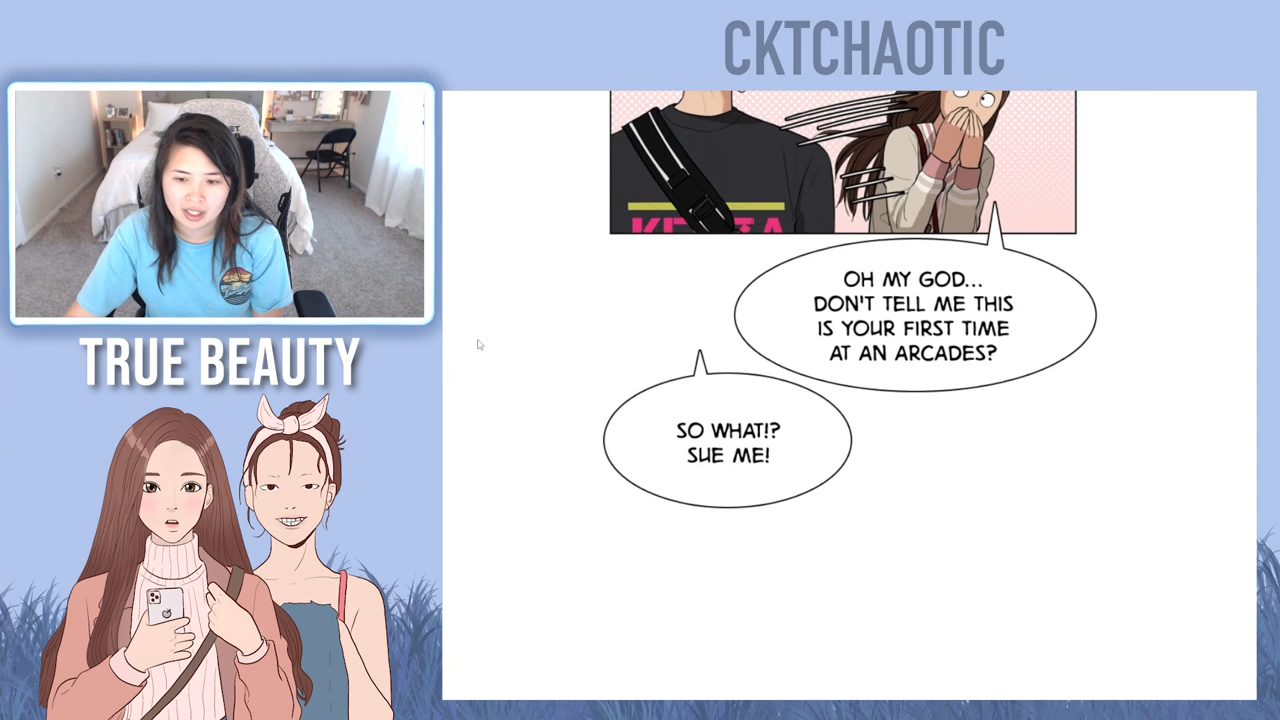 CKTCHAOTIC
OH MY GOD...
DON'T TELL ME THIS
IS YOUR FIRST TIME
AT AN ARCADES?
SO WHAT!?
SUE ME!
TRUE BEAUTY